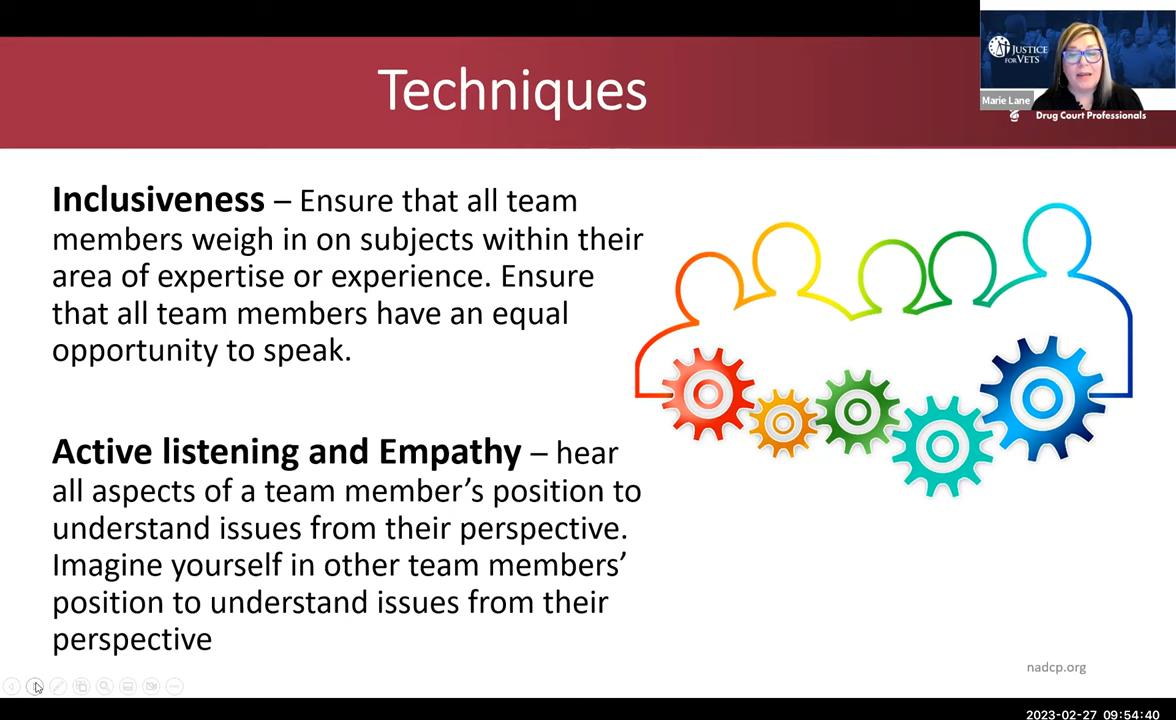 Techniques
JUSTICE
FOR VETS
Marie Lane
Drug Court Professionals
Inclusiveness – Ensure that all team
members weigh in on subjects within their
area of expertise or experience. Ensure
that all team members have an equal
opportunity to speak.
Active listening and Empathy – hear
all aspects of a team member’s position to
understand issues from their perspective.
Imagine yourself in other team members’
position to understand issues from their
perspective
nadcp.org
2023-02-27 09:54:40